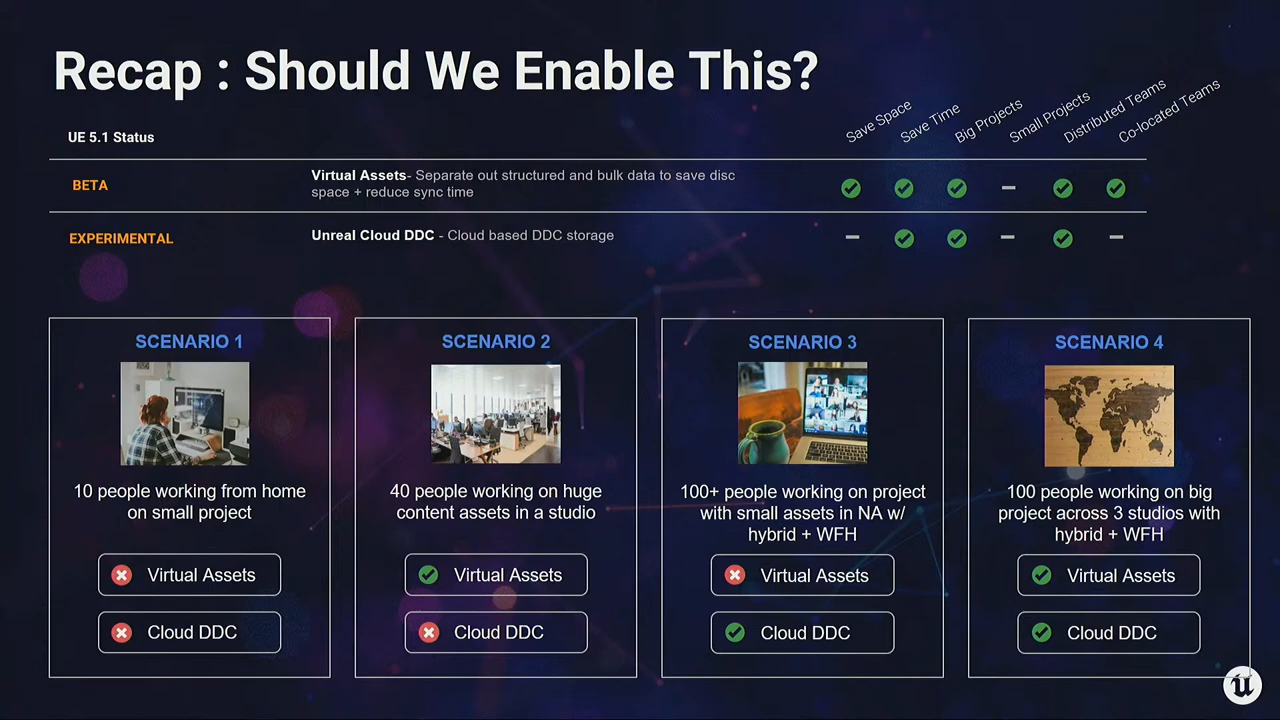 Recap : Should We Enable This?
Save Space
Save Time
Big Projects
Small Projects
Distributed Teams
Co-located Teams
UE 5.1 Status
BETA
Virtual Assets- Separate out structured and bulk data to save disc
space + reduce sync time
EXPERIMENTAL
Unreal Cloud DDC - Cloud based DDC storage
SCENARIO 1
10 people working from home
on small project
Virtual Assets
Cloud DDC
SCENARIO 2
40 people working on huge
content assets in a studio
Virtual Assets
Cloud DDC
SCENARIO 3
100+ people working on project
with small assets in NA w/
hybrid + WFH
Virtual Assets
Cloud DDC
SCENARIO 4
100 people working on big
project across 3 studios with
hybrid + WFH
Virtual Assets
Cloud DDC